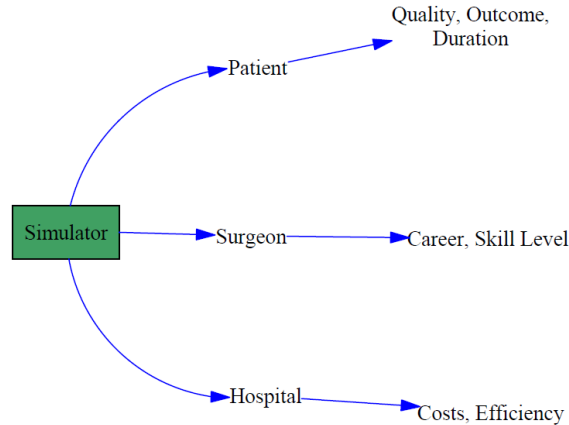 Quality, Outcome,
Duration
Patient
Simulator
Surgeon
Career, Skill Level
Hospital
Costs, Efficiency